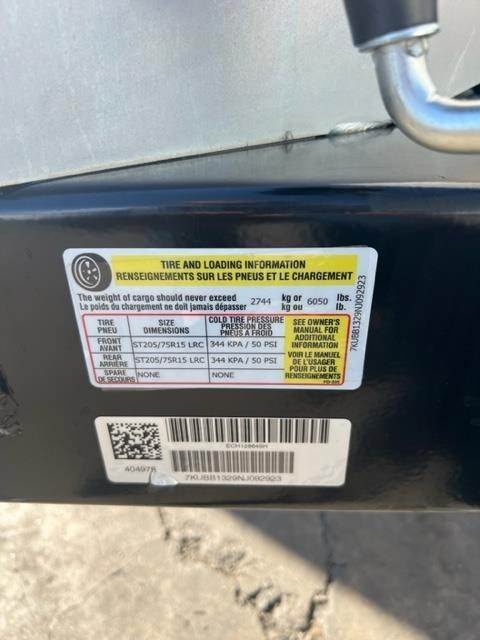 TIRE AND LOADING INFORMATION
RENSEIGNEMENTS SUR LES PNEUS ET LE CHARGEMENT
The weight of cargo should never exceed 2744 kg or 6050 lbs.
Le poids du chargement ne doit jamais dépasser kg ou lb.
TIRE PNEU
SIZE DIMENSIONS
COLD TIRE PRESSURE
PRESSION DES PNEUS À FROID
FRONT AVANT ST205/75R15 LRC 344 KPA / 50 PSI
REAR ARRIÈRE ST205/75R15 LRC 344 KPA / 50 PSI
SPARE DE SECOURS NONE NONE
SEE OWNER'S
MANUAL FOR
ADDITIONAL
INFORMATION
VOIR LE MANUEL
DE L'USAGER
POUR PLUS DE
RENSEIGNEMENTS
7KUBB1329NJ092923
404976
7KUBB1329NJ092923